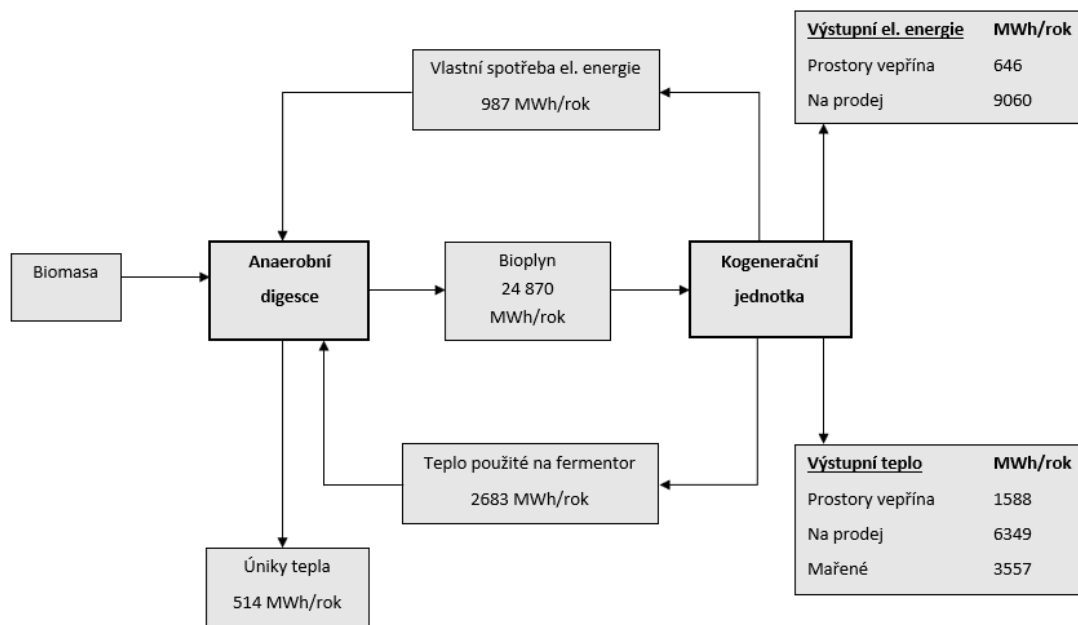 Výstupní el. energie MWh/rok
Prostory vepřína 646
Na prodej 9060
Vlastní spotřeba el. energie
987 MWh/rok
Biomasa
Anaerobní
digesce
Bioplyn
24 870
MWh/rok
Kogenerační
jednotka
Teplo použité na fermentor
2683 MWh/rok
Výstupní teplo MWh/rok
Prostory vepřína 1588
Na prodej 6349
Mařené 3557
Úniky tepla
514 MWh/rok